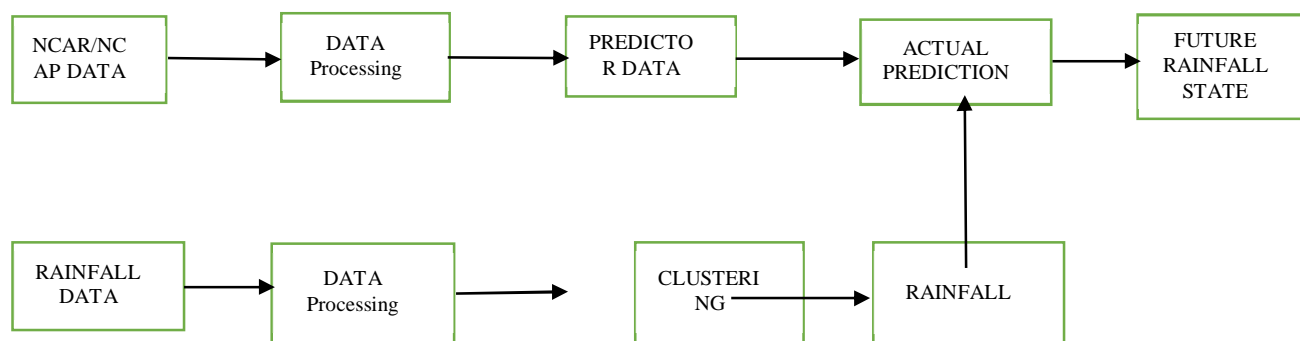 NCAR/NC
AP DATA
DATA
Processing
PREDICTO
R DATA
ACTUAL
PREDICTION
FUTURE
RAINFALL
STATE
RAINFALL
DATA
DATA
Processing
CLUSTERI
NG
RAINFALL